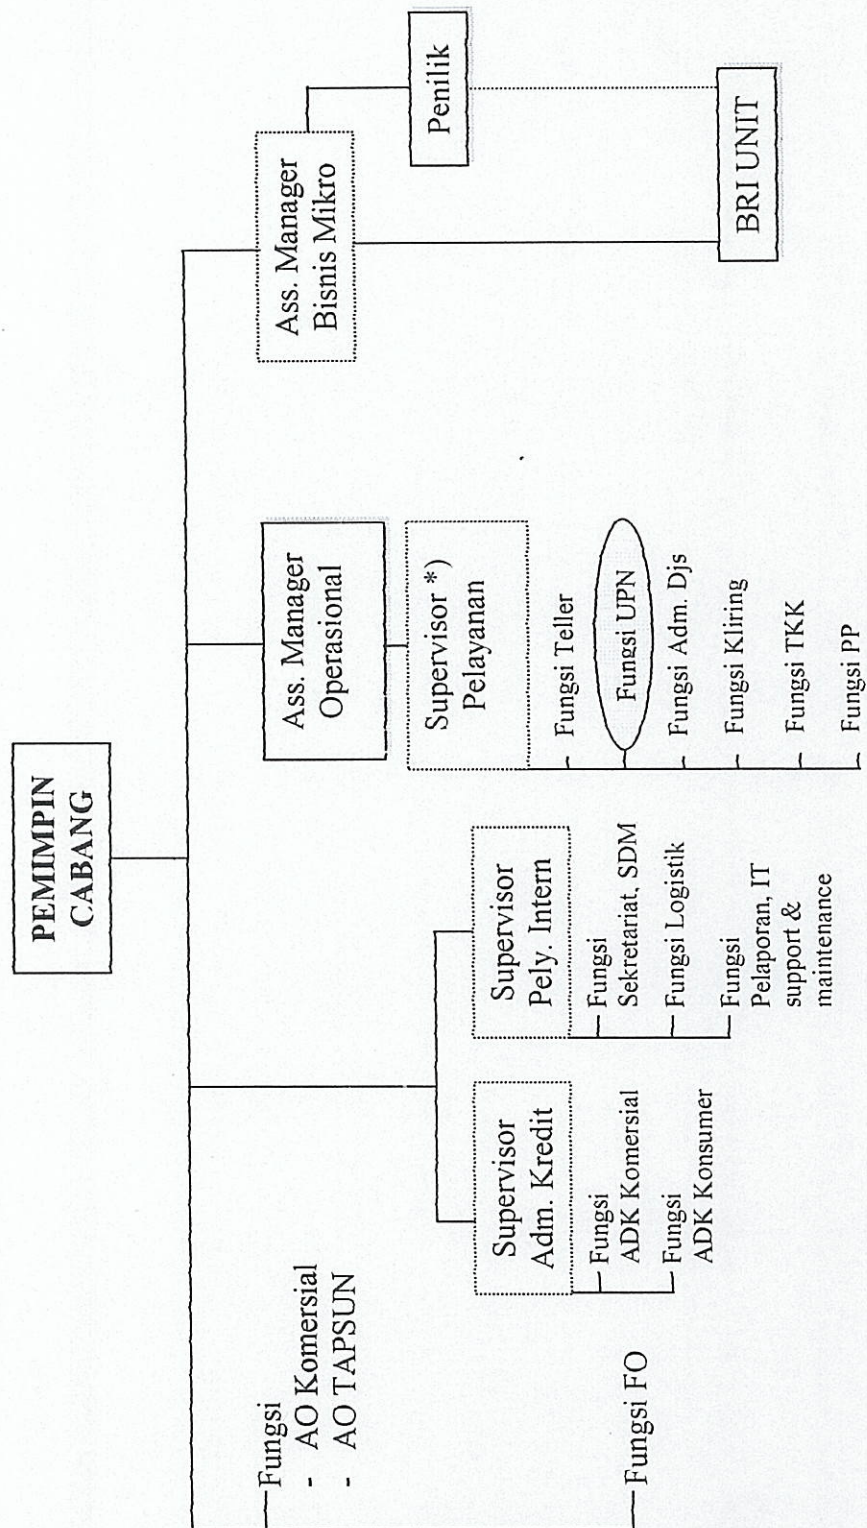 PEMIMPIN
CABANG
Fungsi
- AO Komersial
- AO TAPSUN
Fungsi FO
Supervisor
Adm. Kredit
Fungsi
ADK Komersial
Fungsi
ADK Konsumer
Supervisor
Pely. Intern
Fungsi
Sekretariat, SDM
Fungsi Logistik
Fungsi
Pelaporan, IT
support &
maintenance
Ass. Manager
Operasional
Supervisor *)
Pelayanan
Fungsi Teller
Fungsi UPN
Fungsi Adm. Djs
Fungsi Kliring
Fungsi TKK
Fungsi PP
Ass. Manager
Bisnis Mikro
Penilik
BRI UNIT